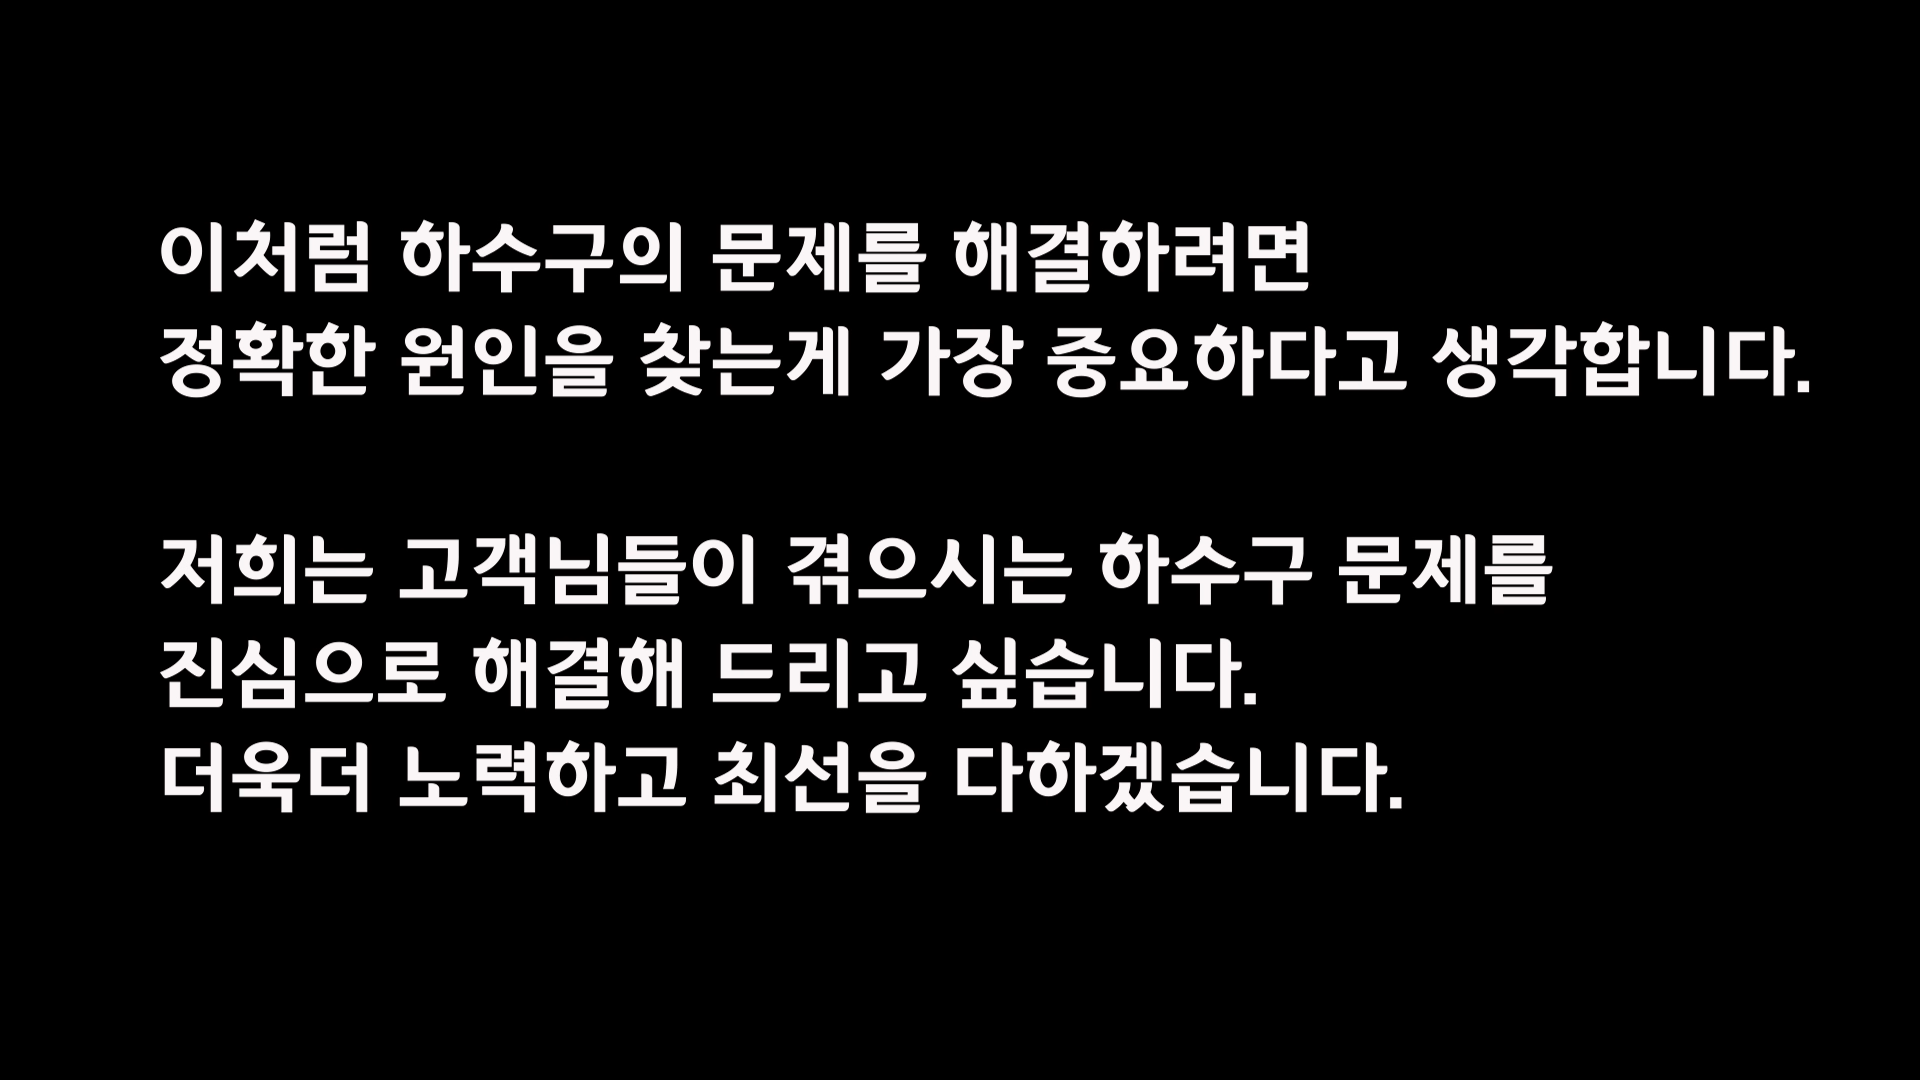 이처럼 하수구의 문제를 해결하려면
정확한 원인을 찾는게 가장 중요하다고 생각합니다.
저희는 고객님들이 겪으시는 하수구 문제를
진심으로 해결해 드리고 싶습니다.
더욱더 노력하고 최선을 다하겠습니다.